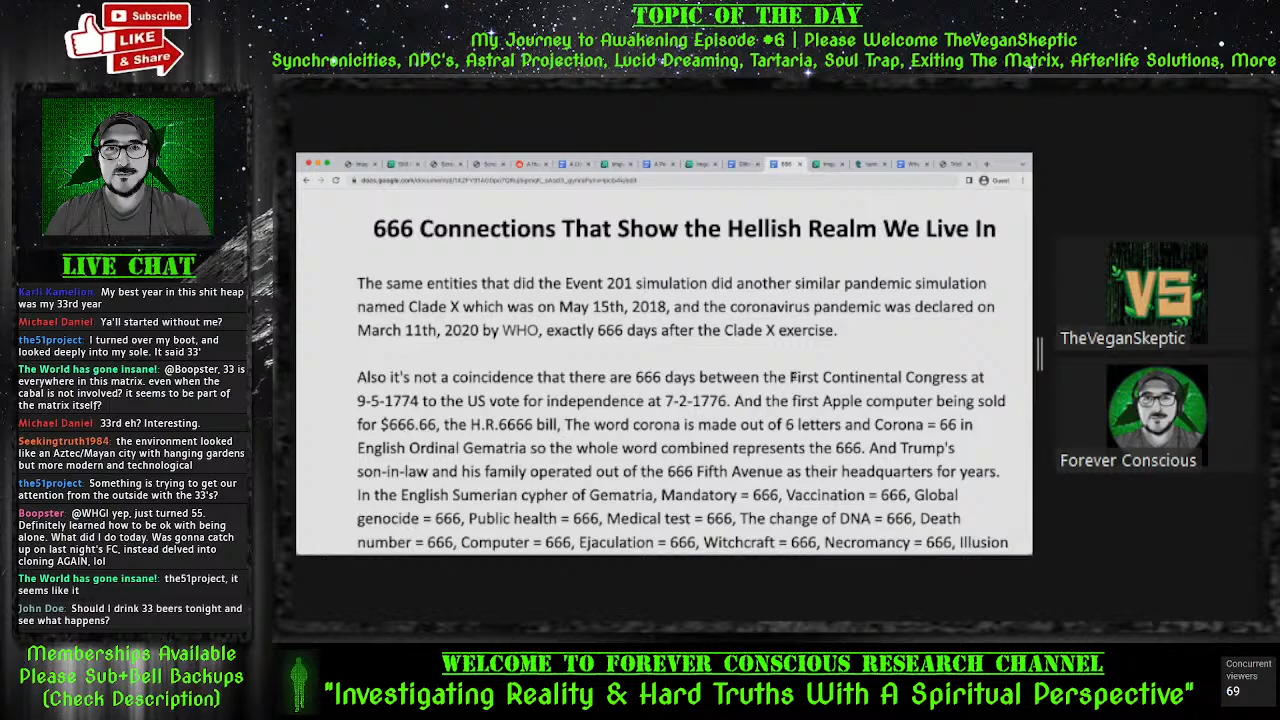 Subscribe
LIKE
& Share
TOPIC OF THE DAY
My Journey to Awakening Episode #6 | Please Welcome TheVeganSkeptic
Synchronicities, NPC's, Astral Projection, Lucid Dreaming, Tartaria, Soul Trap, Exiting The Matrix, Afterlife Solutions, More
LIVE CHAT
Karli Kamelion: My best year in this shit heap
was my 33rd year
Michael Daniel: Ya'll started without me?
the51project: I turned over my boot, and
looked deeply into my sole. It said 33'
The World has gone insane!: @Boopster, 33 is
everywhere in this matrix. even when the
cabal is not involved? it seems to be part of
the matrix itself?
Michael Daniel: 33rd eh? Interesting.
Seekingtruth1984: the environment looked
like an Aztec/Mayan city with hanging gardens
but more modern and technological
the51project: Something is trying to get our
attention from the outside with the 33's?
Boopster: @WHGI yep, just turned 55.
Definitely learned how to be ok with being
alone. What did I do today. Was gonna catch
up on last night's FC, instead delved into
cloning AGAIN, lol
The World has gone insane!: the51project, it
seems like it
John Doe: Should I drink 33 beers tonight and
see what happens?
Memberships Available
Please Sub+Bell Backups
(Check Description)
666
Guest
666 Connections That Show the Hellish Realm We Live In
The same entities that did the Event 201 simulation did another similar pandemic simulation
named Clade X which was on May 15th, 2018, and the coronavirus pandemic was declared on
March 11th, 2020 by WHO, exactly 666 days after the Clade X exercise.
Also it's not a coincidence that there are 666 days between the First Continental Congress at
9-5-1774 to the US vote for independence at 7-2-1776. And the first Apple computer being sold
for $666.66, the H.R.6666 bill, The word corona is made out of 6 letters and Corona = 66 in
English Ordinal Gematria so the whole word combined represents the 666. And Trump's
son-in-law and his family operated out of the 666 Fifth Avenue as their headquarters for years.
In the English Sumerian cypher of Gematria, Mandatory = 666, Vaccination = 666, Global
genocide = 666, Public health = 666, Medical test = 666, The change of DNA = 666, Death
number = 666, Computer = 666, Ejaculation = 666, Witchcraft = 666, Necromancy = 666, Illusion
VS
TheVeganSkeptic
Forever Conscious
WELCOME TO FOREVER CONSCIOUS RESEARCH CHANNEL
"Investigating Reality & Hard Truths With A Spiritual Perspective"
Concurrent
viewers
69